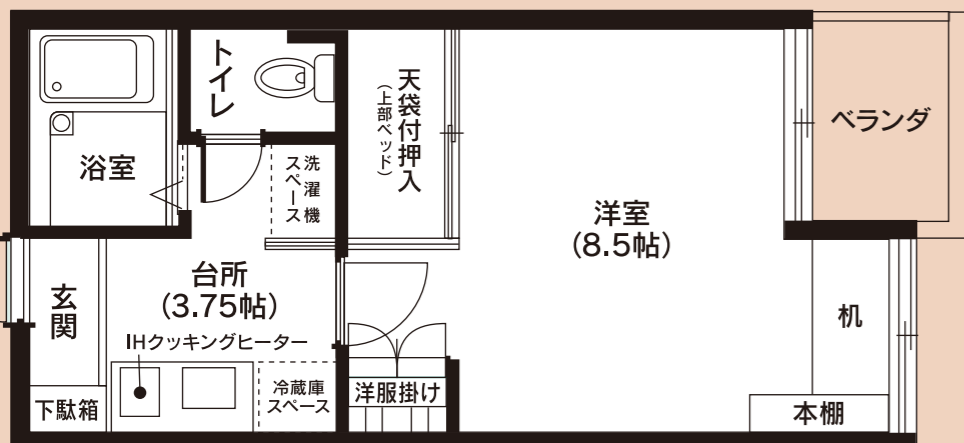 トイレ
天袋付押入
(上部ベッド)
ベランダ
浴室
洗濯機
スペース
洋室
(8.5帖)
台所
(3.75帖)
玄関
机
IHクッキングヒーター
下駄箱
冷蔵庫
スペース
洋服掛け
本棚